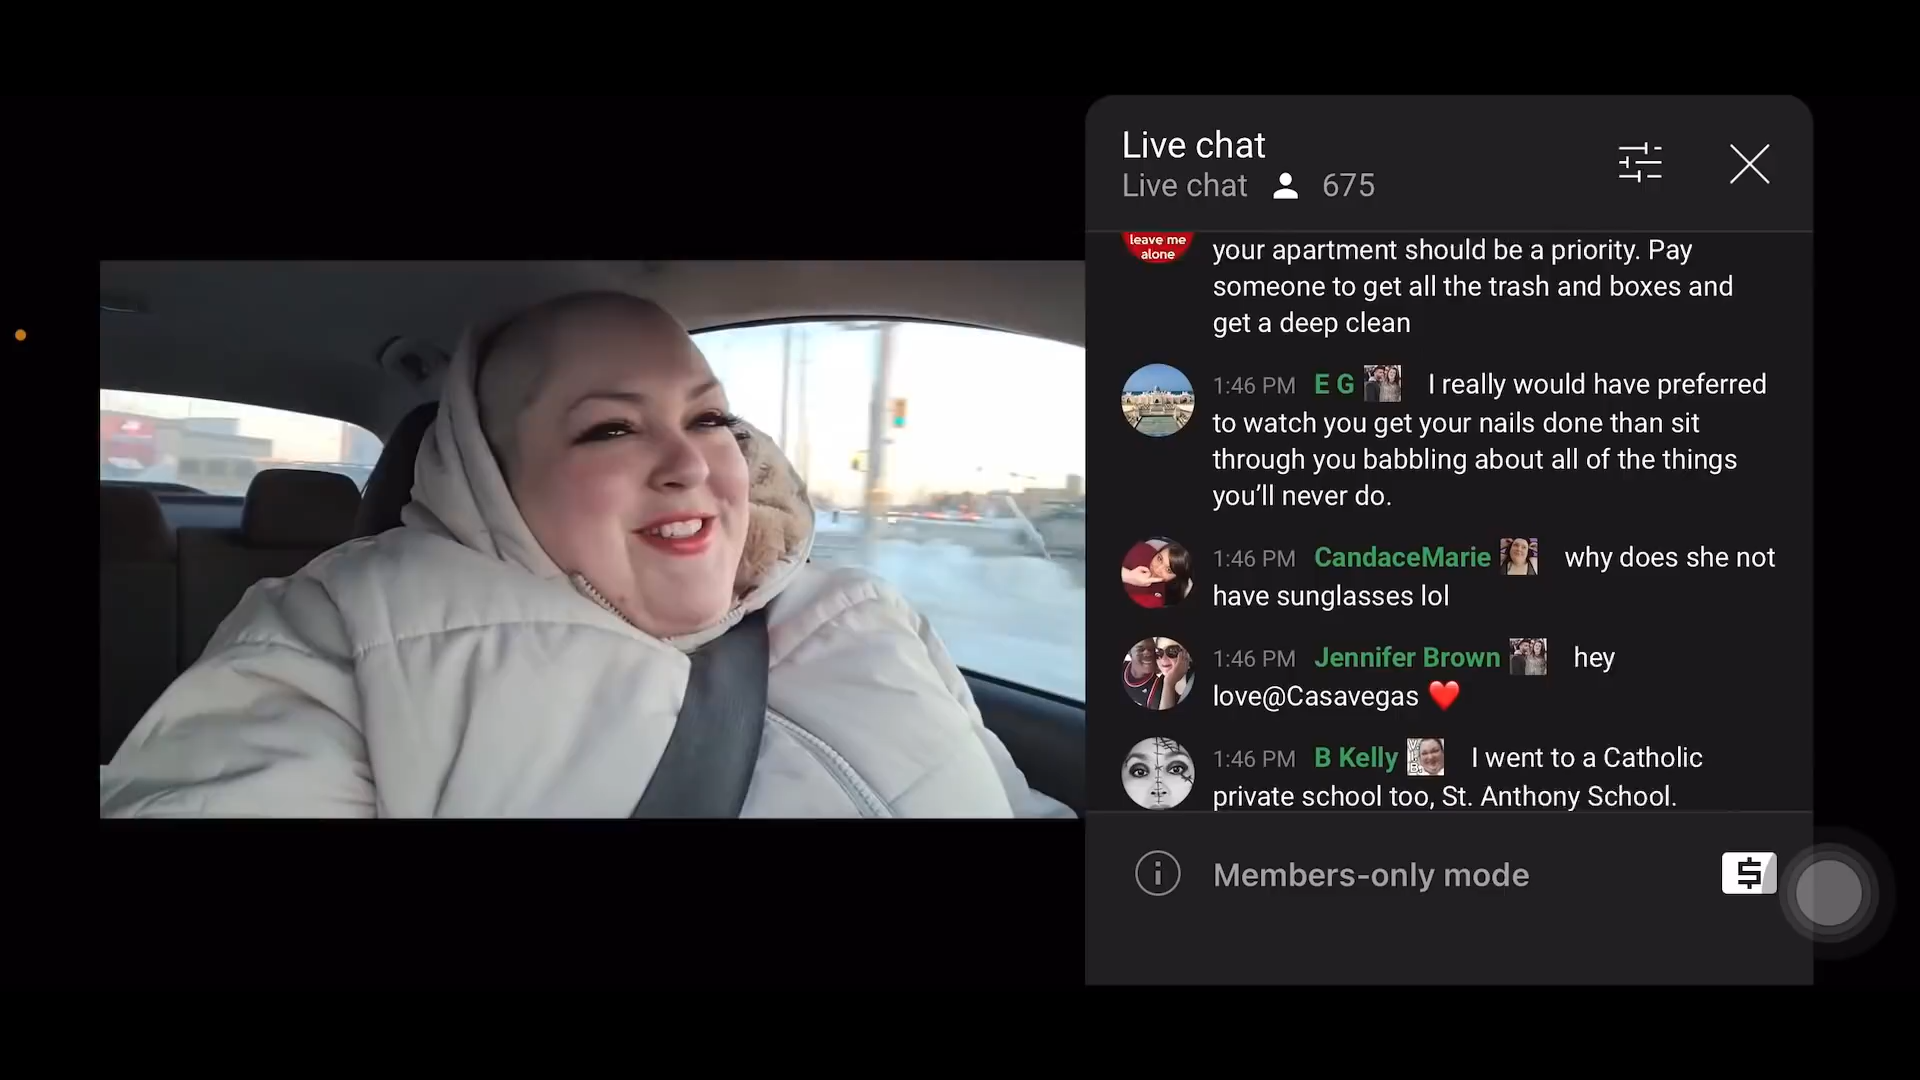 Live chat
Live chat 675
leave me
alone
your apartment should be a priority. Pay
someone to get all the trash and boxes and
get a deep clean
1:46 PM E G I really would have preferred
to watch you get your nails done than sit
through you babbling about all of the things
you’ll never do.
1:46 PM CandaceMarie why does she not
have sunglasses lol
1:46 PM Jennifer Brown hey
love@Casavegas ❤️
1:46 PM B Kelly I went to a Catholic
private school too, St. Anthony School.
Members-only mode